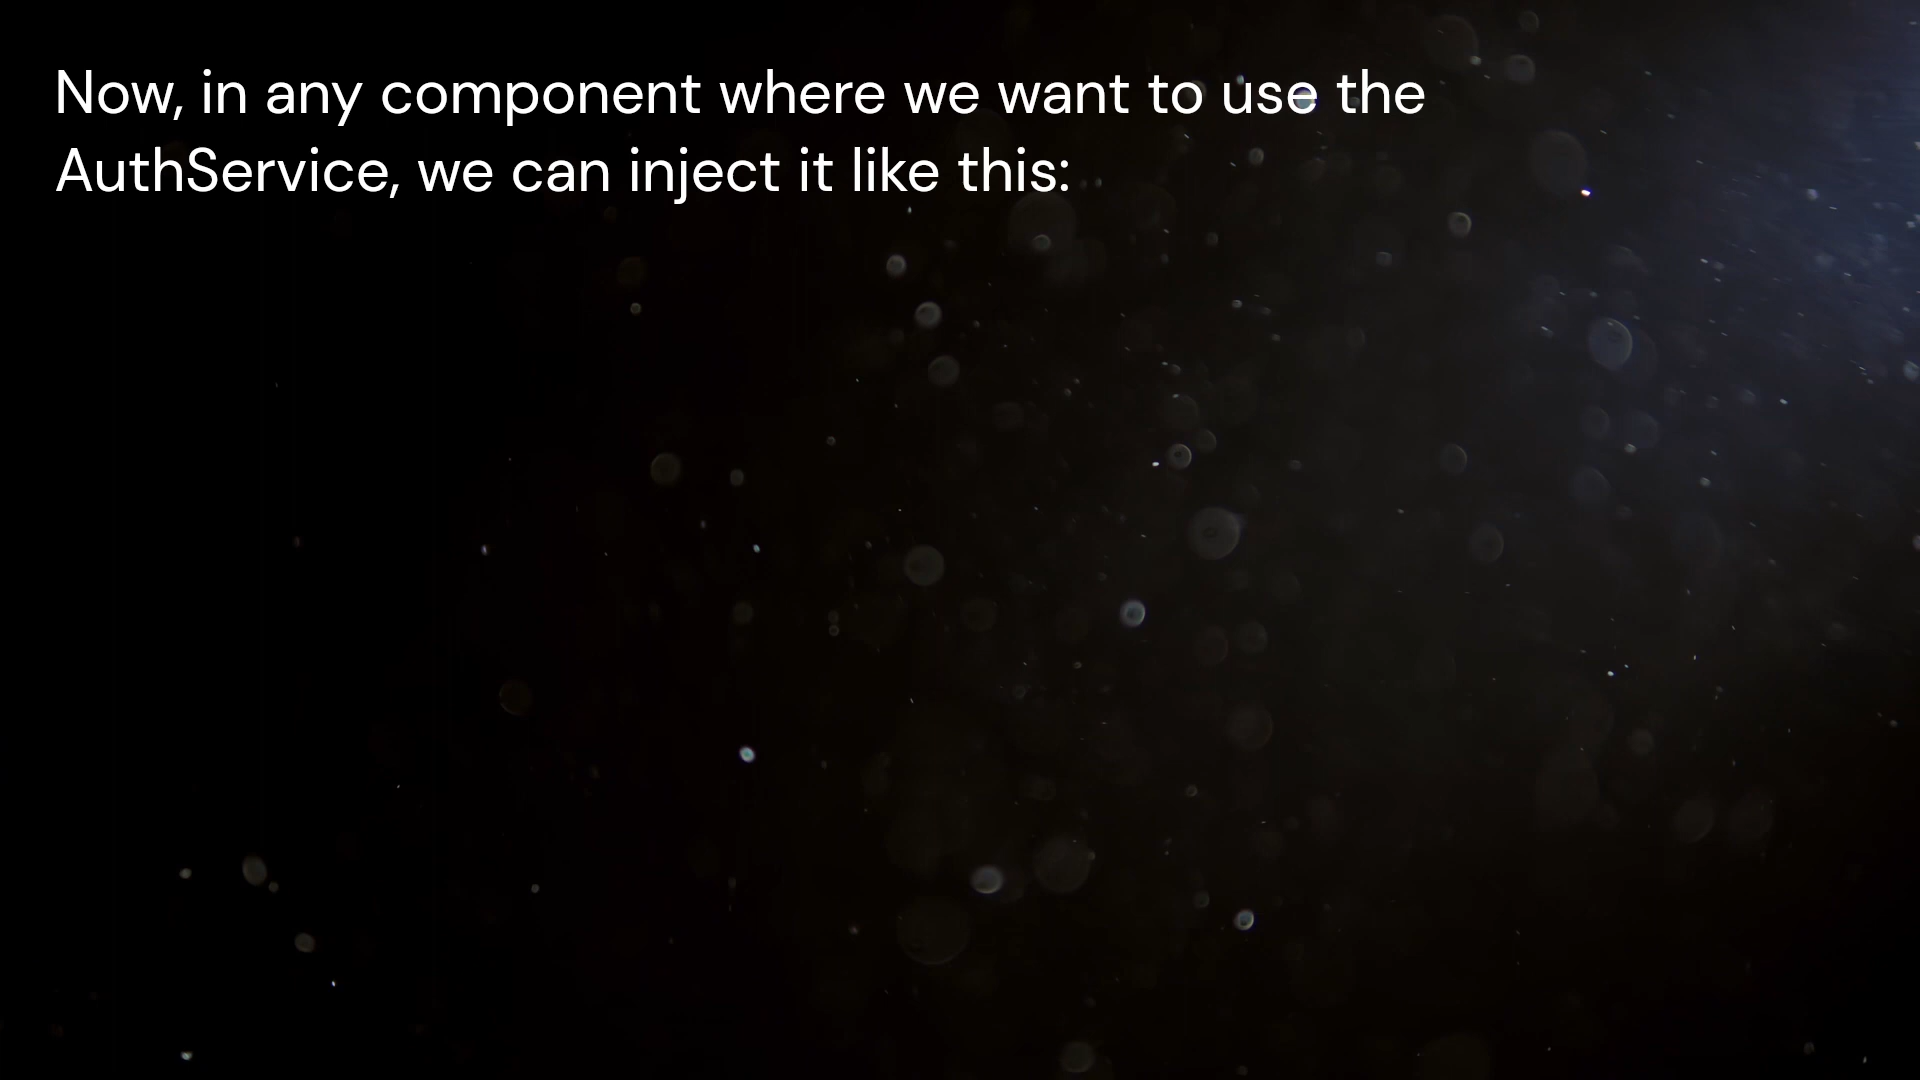 Now, in any component where we want to use the
AuthService, we can inject it like this: